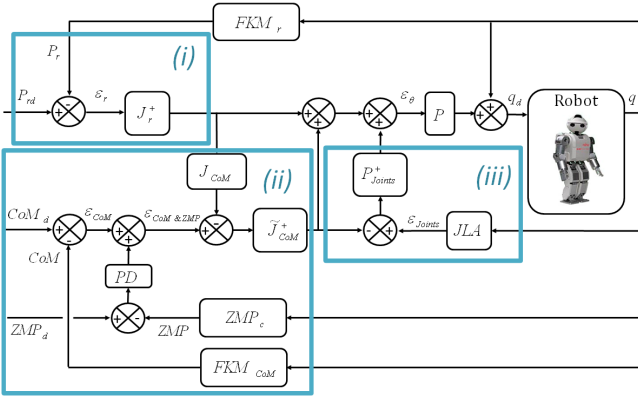 FKM_r
(i)
P_r
P_rd
ε_r
J_r^+
ε_θ
P
q_d
Robot
q
J_CoM
(ii)
P_Joints^+
(iii)
CoM_d
ε_CoM
ε_CoM&ZMP
J̃_CoM^+
ε_Joints
JLA
CoM
PD
ZMP_d
ZMP
ZMP_e
FKM_CoM